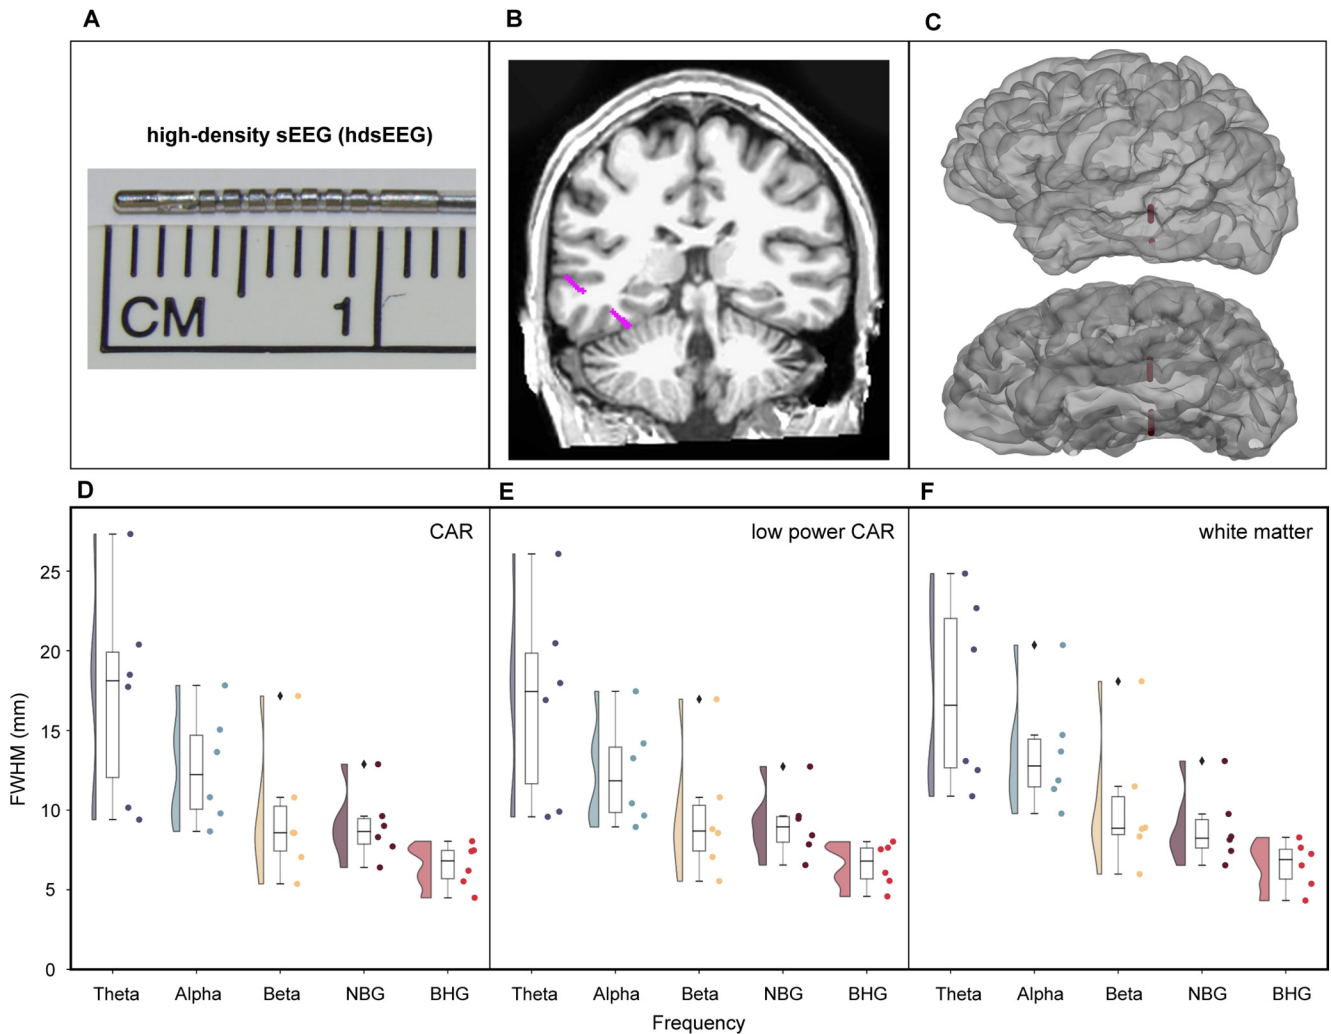 A
B
C
high-density sEEG (hdsEEG)
CM 1
D
E
F
CAR
low power CAR
white matter
FWHM (mm)
25
20
15
10
5
0
Theta Alpha Beta NBG BHG
Theta Alpha Beta NBG BHG
Theta Alpha Beta NBG BHG
Frequency